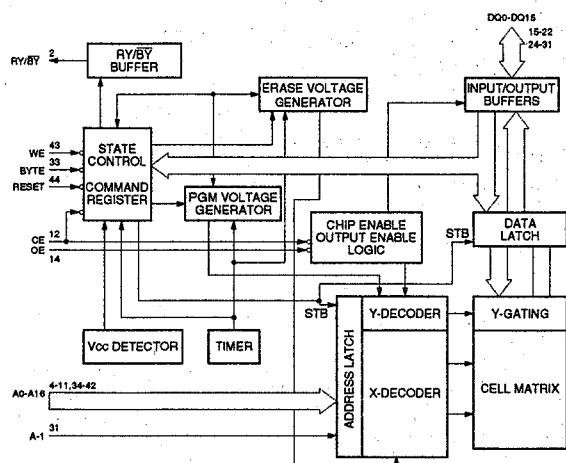 DQ0-DQ15
15-22
24-31
RY/BY 2
RY/BY
BUFFER
ERASE VOLTAGE
GENERATOR
INPUT/OUTPUT
BUFFERS
WE 43
BYTE 33
RESET 44
STATE
CONTROL
COMMAND
REGISTER
PGM VOLTAGE
GENERATOR
CHIP ENABLE
OUTPUT ENABLE
LOGIC
DATA
LATCH
STB
CE 12
OE
14
STB
ADDRESS LATCH
Y-DECODER
Y-GATING
Vcc DETECTOR
TIMER
X-DECODER
CELL MATRIX
A0-A16 4-11,34-42
A-1 31